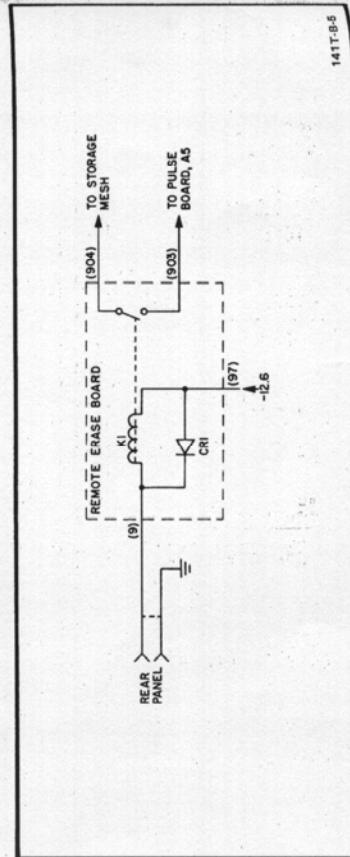 141T-B-5
(904)
TO STORAGE
MESH
(903)
TO PULSE
BOARD, A5
REMOTE ERASE BOARD
K1
CR1
(97)
-12.6
(9)
REAR
PANEL